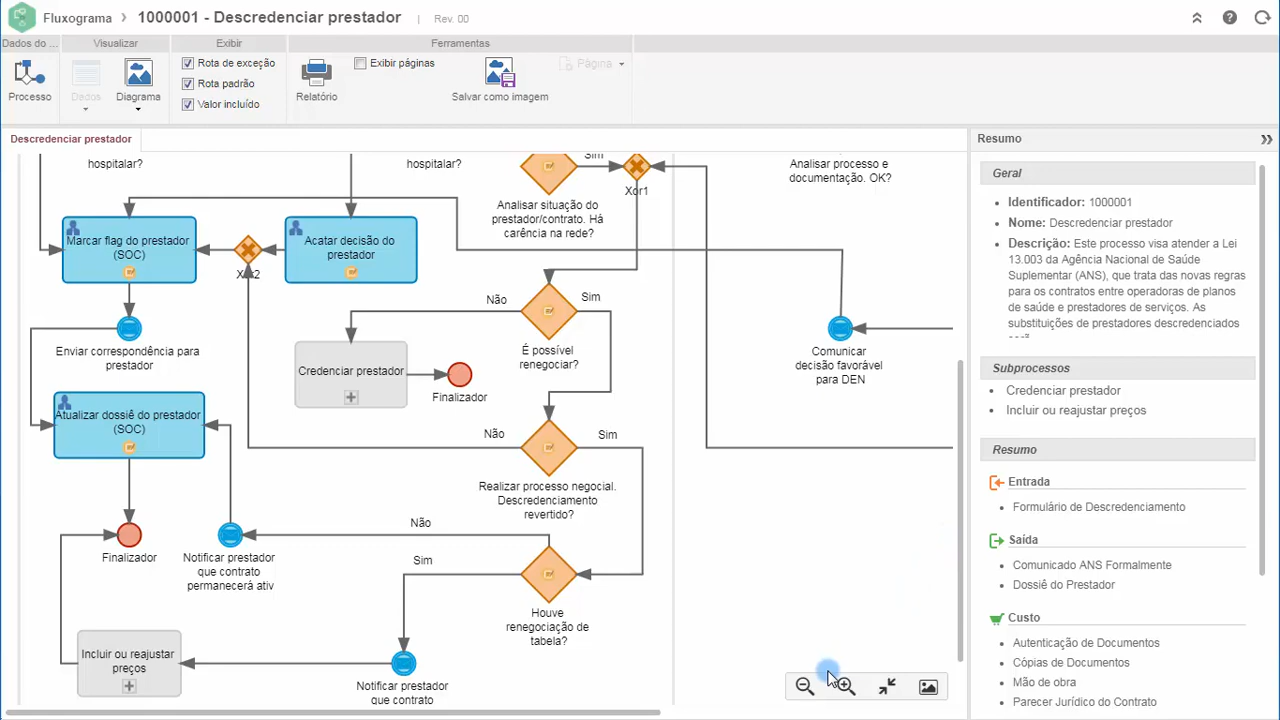 Fluxograma
1000001 - Descredenciar prestador
Rev. 00
Dados do ...
Visualizar
Exibir
Ferramentas
Processo
Dados
Diagrama
Rota de exceção
Rota padrão
Valor incluído
Relatório
Exibir páginas
Salvar como imagem
Página
Descredenciar prestador
hospitalar?
hospitalar?
Sim
Xor1
Analisar situação do
prestador/contrato. Há
carência na rede?
Analisar processo e
documentação. OK?
Marcar flag do prestador
(SOC)
Acatar decisão do
prestador
Não
Sim
É possível
renegociar?
Enviar correspondência para
prestador
Credenciar prestador
Finalizador
Comunicar
decisão favorável
para DEN
Atualizar dossiê do prestador
(SOC)
Não
Sim
Realizar processo negocial.
Descredenciamento
revertido?
Finalizador
Notificar prestador
que contrato
permanecerá ativ
Não
Sim
Houve
renegociação de
tabela?
Incluir ou reajustar
preços
Notificar prestador
que contrato
Resumo
Geral
Identificador: 1000001
Nome: Descredenciar prestador
Descrição: Este processo visa atender a Lei
13.003 da Agência Nacional de Saúde
Suplementar (ANS), que trata das novas regras
para os contratos entre operadoras de planos
de saúde e prestadores de serviços. As
substituições de prestadores descredenciados
Subprocessos
Credenciar prestador
Incluir ou reajustar preços
Resumo
Entrada
Formulário de Descredenciamento
Saída
Comunicado ANS Formalmente
Dossiê do Prestador
Custo
Autenticação de Documentos
Cópias de Documentos
Mão de obra
Parecer Jurídico do Contrato